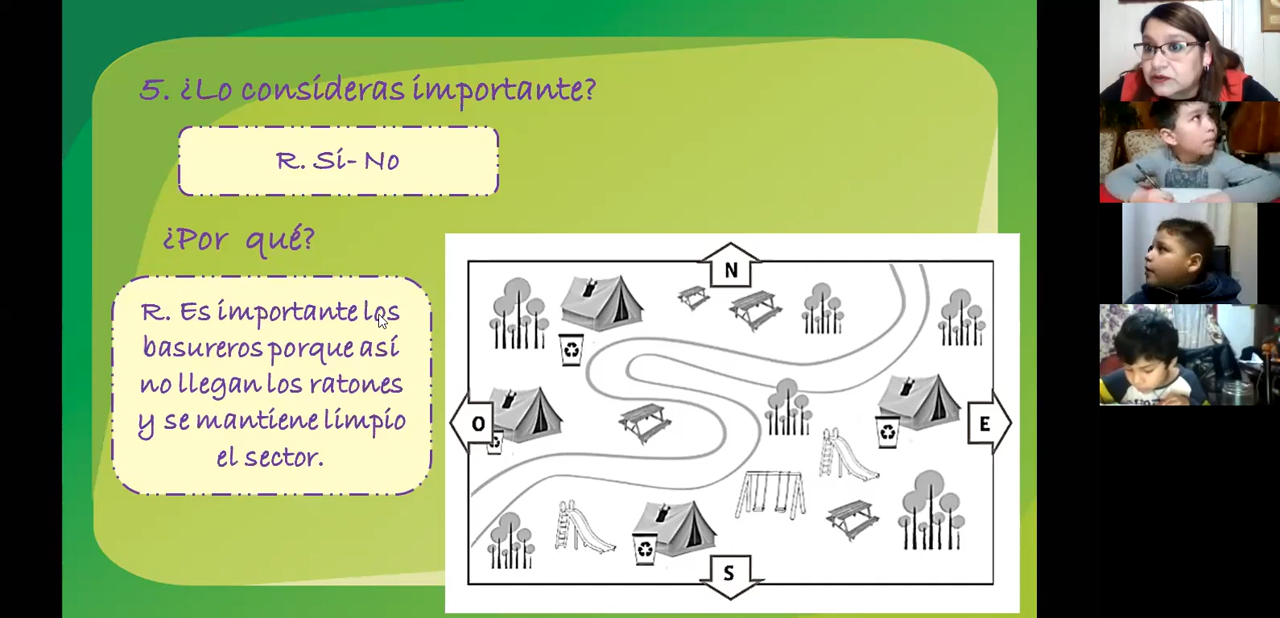 5. ¿Lo consideras importante?
R. Sí- No
¿Por qué?
R. Es importante los
basureros porque así
no llegan los ratones
y se mantiene limpio
el sector.
N
O
E
S